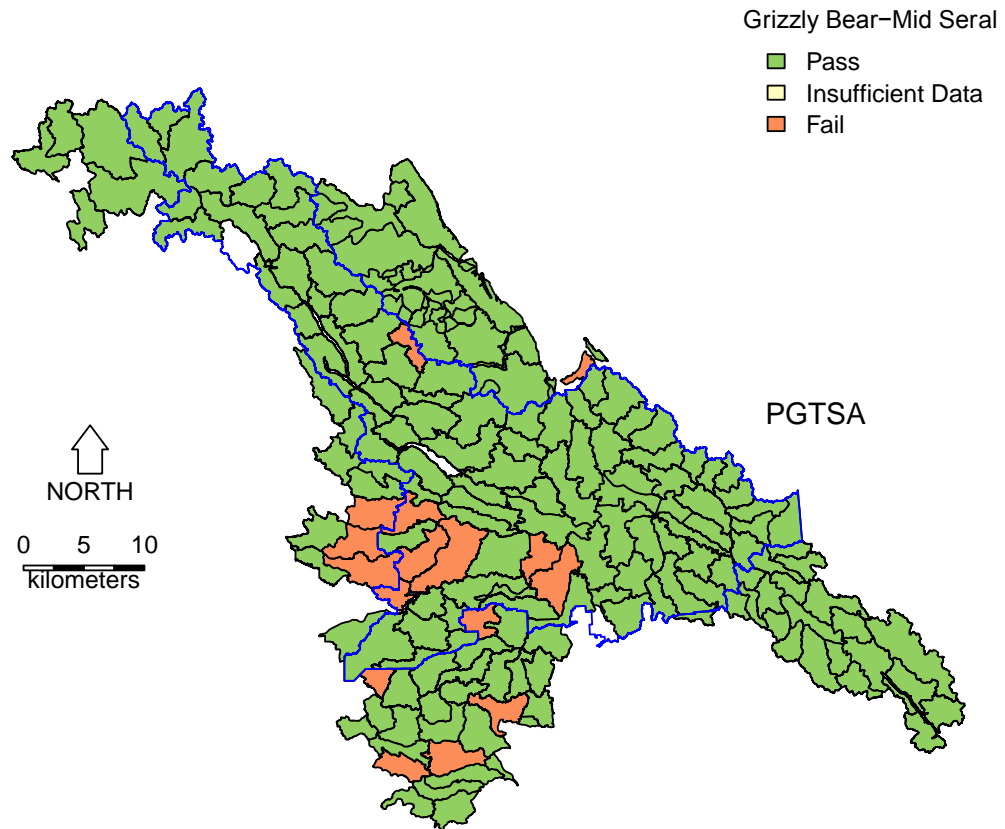 Grizzly Bear−Mid Seral
Pass
Insufficient Data
Fail
PGTSA
NORTH
0 5 10
kilometers